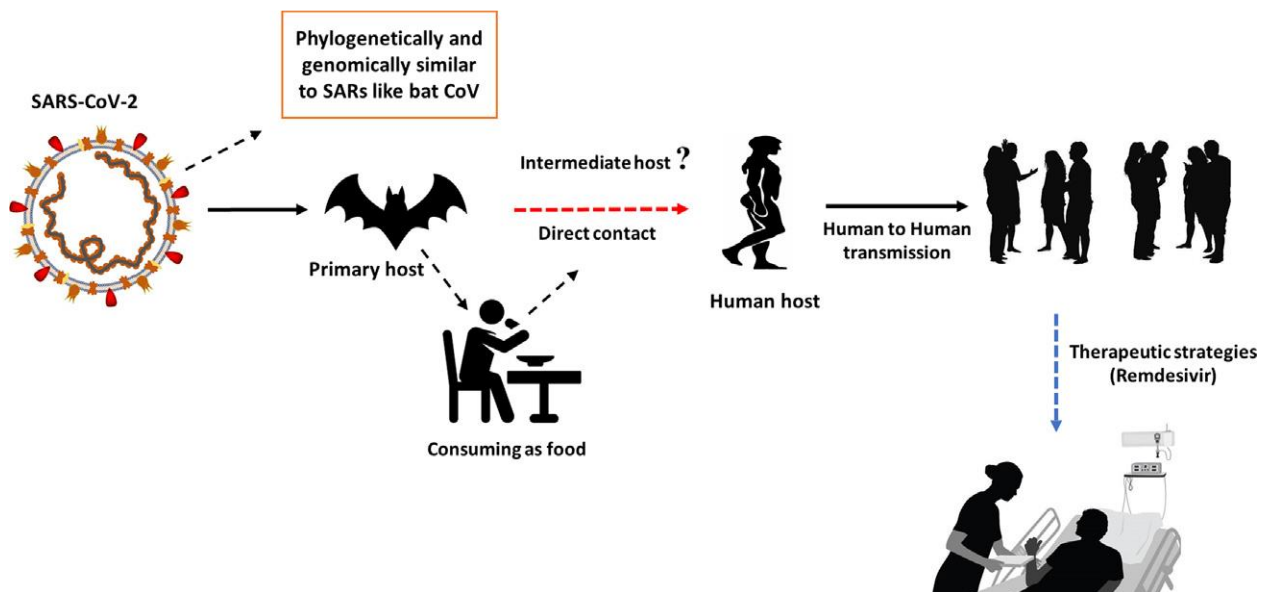 Phylogenetically and
genomically similar
to SARs like bat CoV
SARS-CoV-2
Intermediate host ?
Direct contact
Primary host
Human to Human
transmission
Human host
Therapeutic strategies
(Remdesivir)
Consuming as food